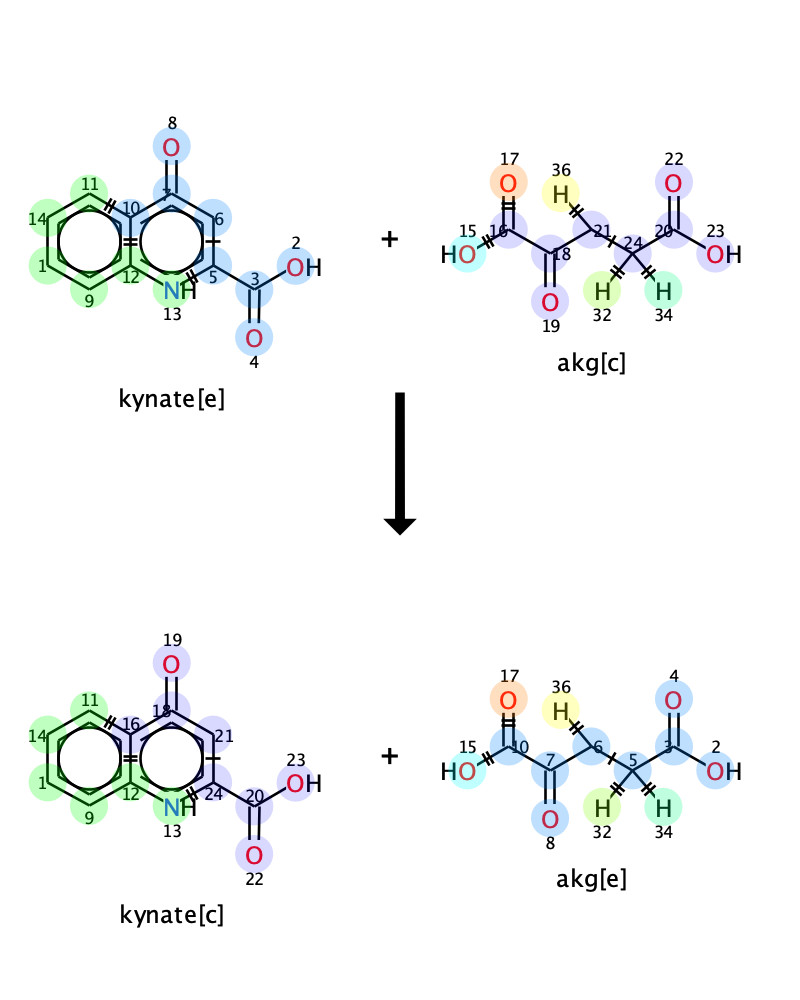 8
O
11
7
10
6
14
2
OH
1
5
3
12
9
NH
13
O
4
kynate[e]
+
17
36
22
O
H
O
15
16
21
20
23
HO
18
24
OH
O
H
H
19
32
34
akg[c]
19
O
11
18
16
21
14
23
OH
1
24
20
12
9
NH
13
O
22
kynate[c]
+
17
36
4
O
H
O
15
10
6
3
2
HO
7
5
OH
O
H
H
8
32
34
akg[e]